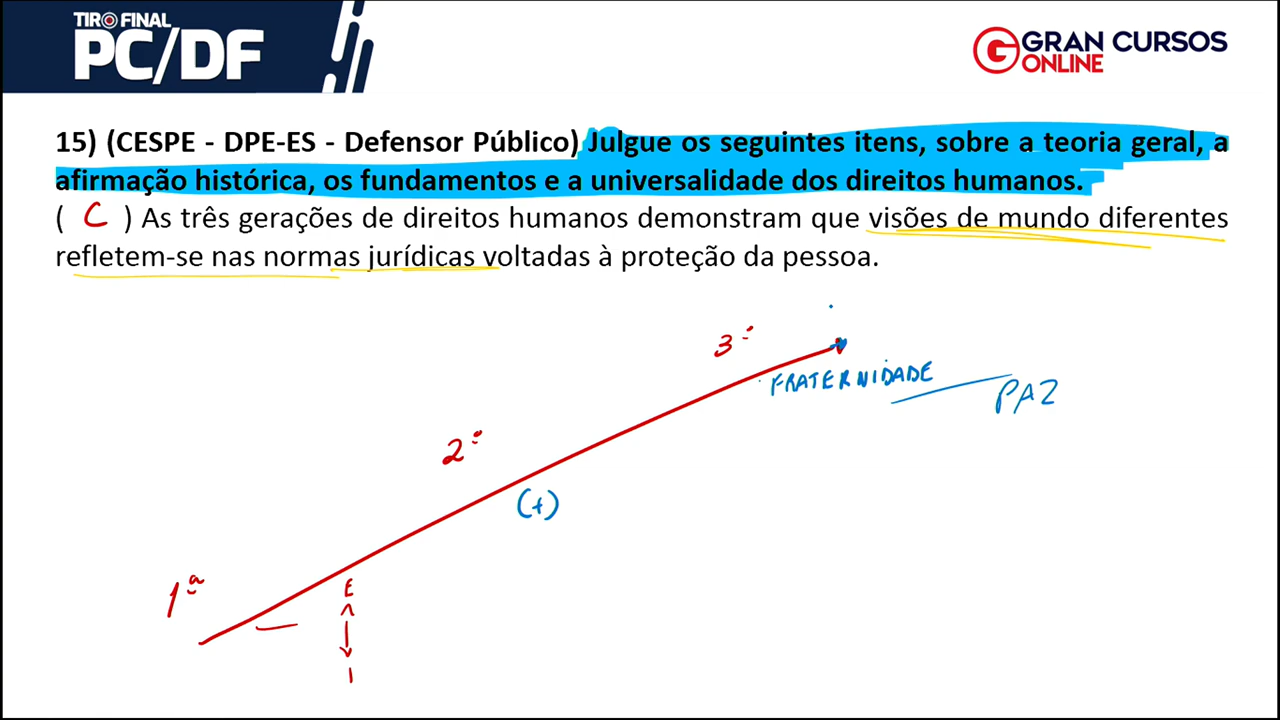 TIRO FINAL
PC/DF
GRAN CURSOS
ONLINE
15) (CESPE - DPE-ES - Defensor Público) Julgue os seguintes itens, sobre a teoria geral, a
afirmação histórica, os fundamentos e a universalidade dos direitos humanos.
( C ) As três gerações de direitos humanos demonstram que visões de mundo diferentes
refletem-se nas normas jurídicas voltadas à proteção da pessoa.
3ª
FRATERNIDADE
PAZ
2ª
(+)
1ª
E
I